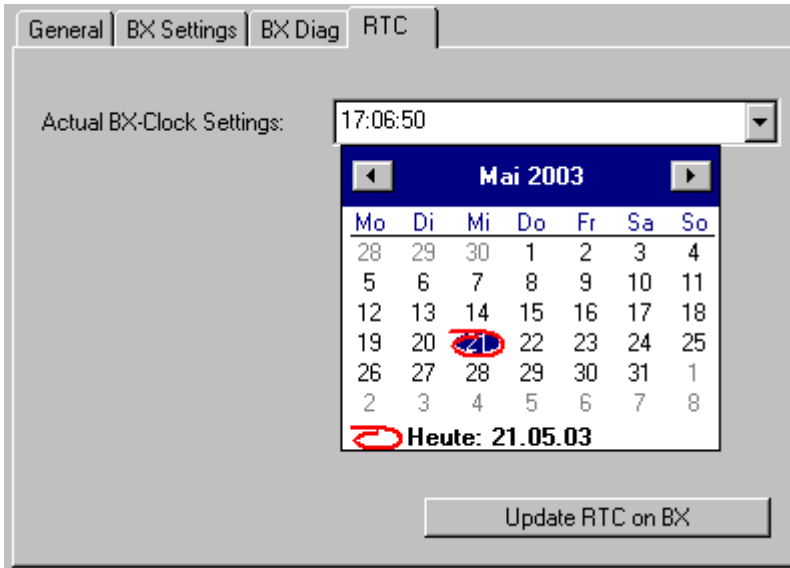 General BX Settings BX Diag RTC
Actual BX-Clock Settings: 17:06:50
Mai 2003
Mo Di Mi Do Fr Sa So
28 29 30 1 2 3 4
5 6 7 8 9 10 11
12 13 14 15 16 17 18
19 20 21 22 23 24 25
26 27 28 29 30 31 1
2 3 4 5 6 7 8
Heute: 21.05.03
Update RTC on BX